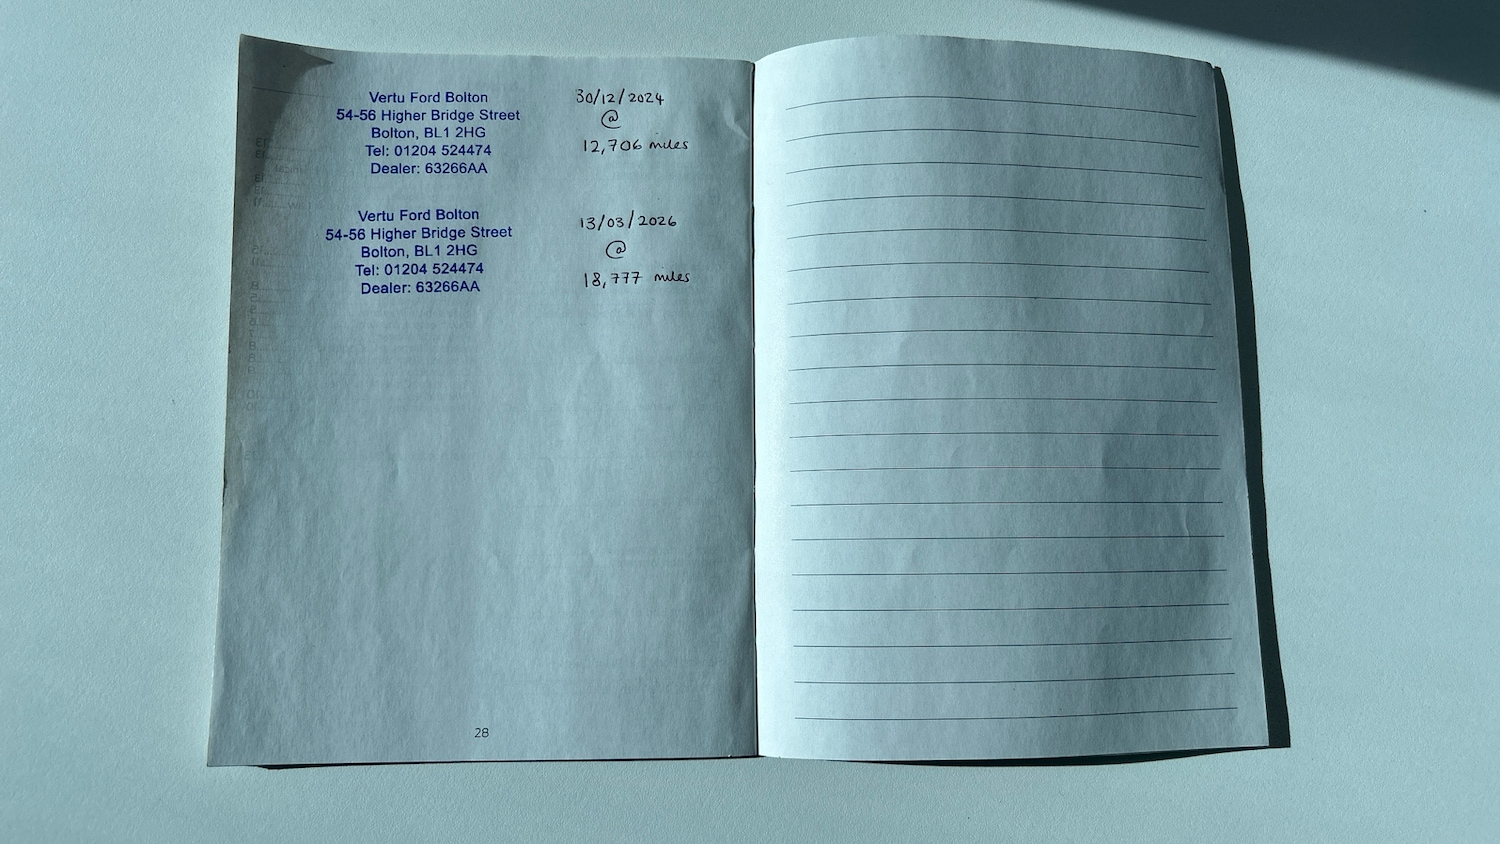 Vertu Ford Bolton
54-56 Higher Bridge Street
Bolton, BL1 2HG
Tel: 01204 524474
Dealer: 63266AA
30/12/2024
@
12,706 miles
Vertu Ford Bolton
54-56 Higher Bridge Street
Bolton, BL1 2HG
Tel: 01204 524474
Dealer: 63266AA
13/03/2026
@
18,777 miles
28